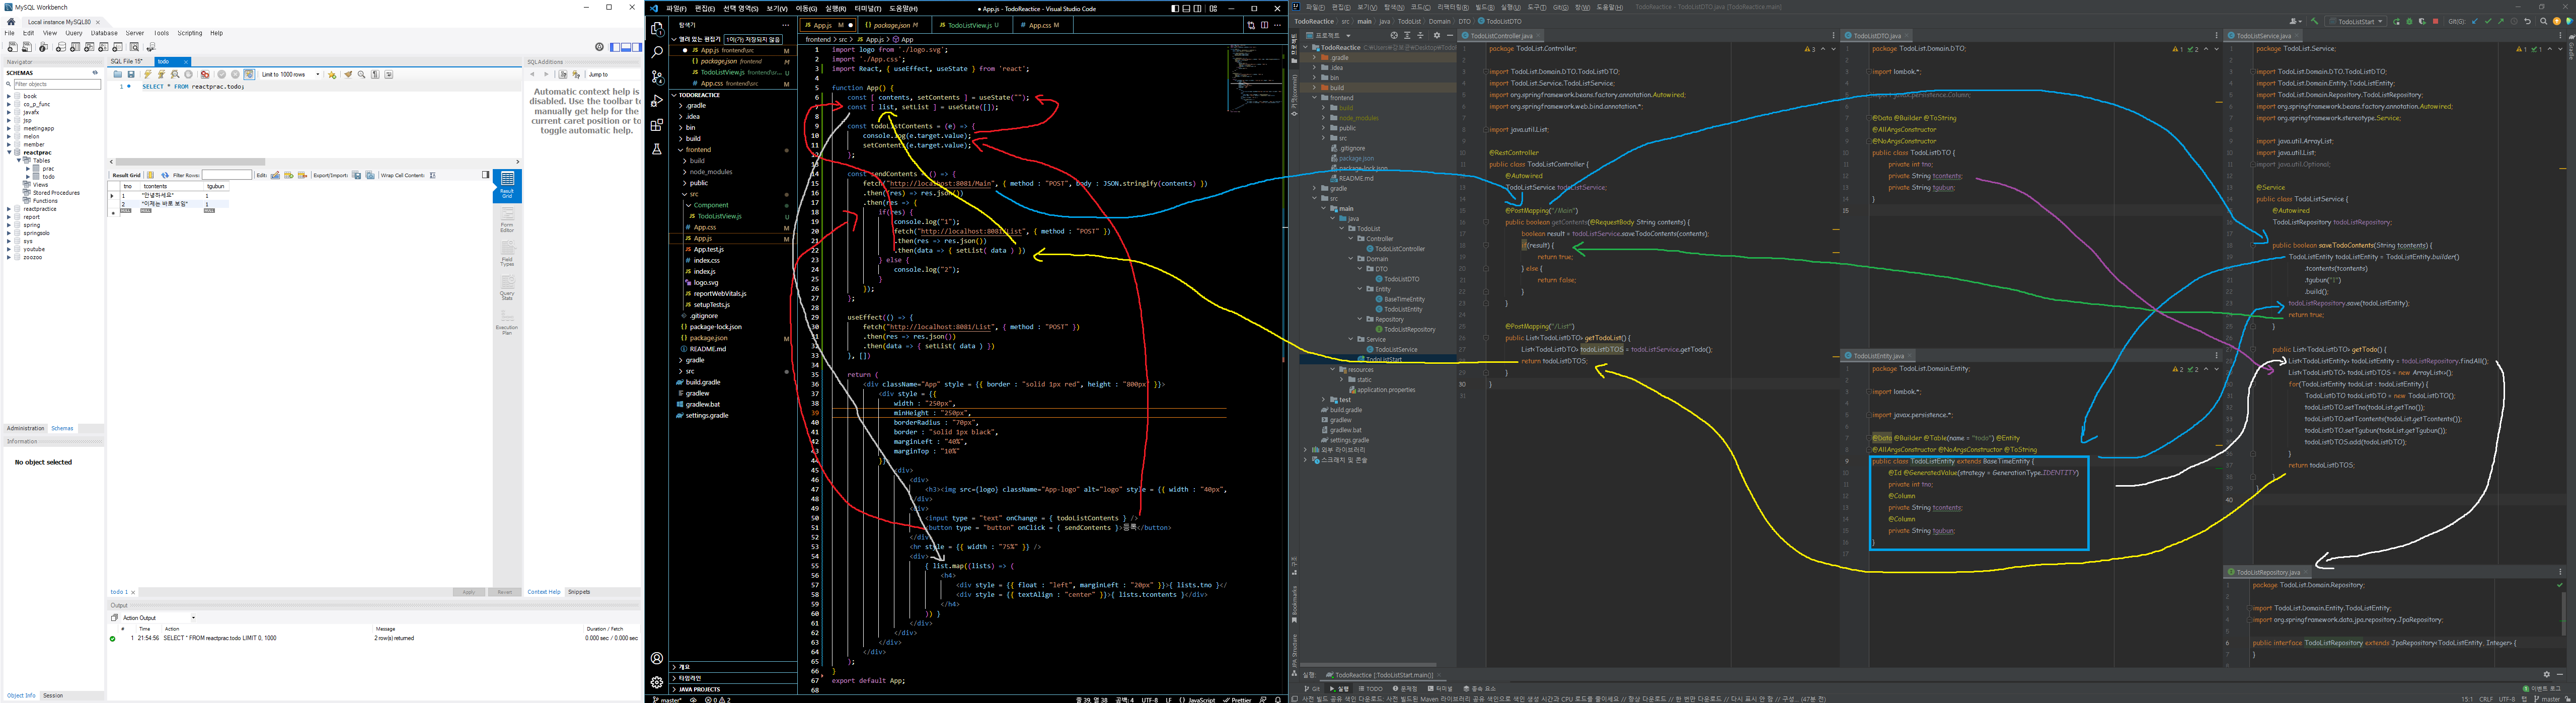 MySQL Workbench
Local instance MySQL80
File Edit View Query Database Server Tools Scripting Help
Navigator
SCHEMAS
Filter objects
book
co_p_func
javafx
jsp
meetingapp
melon
member
reactprac
Tables
prac
todo
Views
Stored Procedures
Functions
reactpractice
report
spring
springsolo
sys
youtube
zoozoo
Administration Schemas
Information
No object selected
Object Info Session
SQL File 15* todo
Limit to 1000 rows
1 SELECT * FROM reactprac.todo;
Result Grid Filter Rows: Edit: Export/Import: Wrap Cell Content:
tno tcontents tgubun
1 "안녕하세요" 1
2 "이제는 바로 보임" 1
NULL NULL NULL
Result Grid
Form Editor
Field Types
Query Stats
Execution Plan
todo 1
Apply Revert
Output
Action Output
# Time Action Message Duration / Fetch
1 21:54:56 SELECT * FROM reactprac.todo LIMIT 0, 1000 2 row(s) returned 0.000 sec / 0.000 sec
SQL Additions
Jump to
Automatic context help is disabled. Use the toolbar to manually get help for the current caret position or to toggle automatic help.
Context Help Snippets
파일(F) 편집(E) 선택 영역(S) 보기(V) 이동(G) 실행(R) 터미널(T) 도움말(H)
● App.js - TodoReactice - Visual Studio Code
탐색기
열려 있는 편집기 1이(가) 저장되지 않음
App.js frontend\src M
package.json frontend M
TodoListView.js frontend\sr... U
App.css frontend\src M
TODOREACTICE
.gradle
.idea
bin
build
frontend
build
node_modules
public
src
Component
TodoListView.js U
App.css M
App.js M
App.test.js
index.css
index.js
logo.svg
reportWebVitals.js
setupTests.js
.gitignore
package-lock.json
package.json M
README.md
gradle
src
build.gradle
gradlew
gradlew.bat
settings.gradle
개요
타임라인
JAVA PROJECTS
App.js M package.json M TodoListView.js U App.css M
frontend > src > App.js > App
import logo from './logo.svg';
import './App.css';
import React, { useEffect, useState } from 'react';
function App() {
const [ contents, setContents ] = useState("");
const [ list, setList ] = useState([]);
const todoListContents = (e) => {
console.log(e.target.value);
setContents(e.target.value);
};
const sendContents = () => {
fetch("http://localhost:8081/Main", { method : "POST", body : JSON.stringify(contents) })
.then((res) => res.json())
.then(res => {
if(res) {
console.log("1");
fetch("http://localhost:8081/List", { method : "POST" })
.then(res => res.json())
.then(data => { setList( data ) })
} else {
console.log("2");
}
});
};
useEffect(() => {
fetch("http://localhost:8081/List", { method : "POST" })
.then(res => res.json())
.then(data => { setList( data ) })
}, [])
return (
<div className="App" style = {{ border : "solid 1px red", height : "800px" }}>
<div style = {{
width : "250px",
minHeight : "250px",
borderRadius : "70px",
border : "solid 1px black",
marginLeft : "40%",
marginTop : "10%"
}}>
<div>
<div>
<h3><img src={logo} className="App-logo" alt="logo" style = {{ width : "40px",
</div>
<div>
<input type = "text" onChange = { todoListContents } />
<button type = "button" onClick = { sendContents }>등록</button>
</div>
<hr style = {{ width : "75%" }} />
<div>
{ list.map((lists) => (
<h4>
<div style = {{ float : "left", marginLeft : "20px" }}>{ lists.tno }</
<div style = {{ textAlign : "center" }}>{ lists.tcontents }</div>
</h4>
)) }
</div>
</div>
</div>
</div>
);
}
export default App;
master* 0 2
줄 39, 열 38 공백: 4 UTF-8 LF {} JavaScript Prettier
파일(F) 편집(E) 보기(V) 탐색(N) 코드(C) 리팩터링(R) 빌드(B) 실행(U) 도구(T) Git(G) 창(W) 도움말(H) TodoReactice - TodoListDTO.java [TodoReactice.main]
TodoReactice > src > main > java > TodoList > Domain > DTO > TodoListDTO
TodoListStart
Git(G):
프로젝트
TodoReactice
.gradle
.idea
bin
build
frontend
build
node_modules
public
src
.gitignore
package.json
package-lock.json
README.md
gradle
src
main
java
TodoList
Controller
TodoListController
Domain
DTO
TodoListDTO
Entity
BaseTimeEntity
TodoListEntity
Repository
TodoListRepository
Service
TodoListService
TodoListStart
resources
static
application.properties
test
build.gradle
gradlew
gradlew.bat
settings.gradle
외부 라이브러리
스크래치 및 콘솔
TodoListController.java
package TodoList.Controller;
import TodoList.Domain.DTO.TodoListDTO;
import TodoList.Service.TodoListService;
import org.springframework.beans.factory.annotation.Autowired;
import org.springframework.web.bind.annotation.*;
import java.util.List;
@RestController
public class TodoListController {
@Autowired
TodoListService todoListService;
@PostMapping("/Main")
public boolean getContents(@RequestBody String contents) {
boolean result = todoListService.saveTodoContents(contents);
if(result) {
return true;
} else {
return false;
}
}
@PostMapping("/List")
public List<TodoListDTO> getTodoList() {
List<TodoListDTO> todoListDTOS = todoListService.getTodo();
return todoListDTOS;
}
}
TodoListDTO.java
package TodoList.Domain.DTO;
import lombok.*;
import javax.persistence.Column;
@Data @Builder @ToString
@AllArgsConstructor
@NoArgsConstructor
public class TodoListDTO {
private int tno;
private String tcontents;
private String tgubun;
}
TodoListEntity.java
package TodoList.Domain.Entity;
import lombok.*;
import javax.persistence.*;
@Data @Builder @Table(name = "todo") @Entity
@AllArgsConstructor @NoArgsConstructor @ToString
public class TodoListEntity extends BaseTimeEntity {
@Id @GeneratedValue(strategy = GenerationType.IDENTITY)
private int tno;
@Column
private String tcontents;
@Column
private String tgubun;
}
TodoListService.java
package TodoList.Service;
import TodoList.Domain.DTO.TodoListDTO;
import TodoList.Domain.Entity.TodoListEntity;
import TodoList.Domain.Repository.TodoListRepository;
import org.springframework.beans.factory.annotation.Autowired;
import org.springframework.stereotype.Service;
import java.util.ArrayList;
import java.util.List;
import java.util.Optional;
@Service
public class TodoListService {
@Autowired
TodoListRepository todoListRepository;
public boolean saveTodoContents(String tcontents) {
TodoListEntity todoListEntity = TodoListEntity.builder()
.tcontents(tcontents)
.tgubun("1")
.build();
todoListRepository.save(todoListEntity);
return true;
}
public List<TodoListDTO> getTodo() {
List<TodoListEntity> todoListEntity = todoListRepository.findAll();
List<TodoListDTO> todoListDTOS = new ArrayList<>();
for(TodoListEntity todoList : todoListEntity) {
TodoListDTO todoListDTO = new TodoListDTO();
todoListDTO.setTno(todoList.getTno());
todoListDTO.setTcontents(todoList.getTcontents());
todoListDTO.setTgubun(todoList.getTgubun());
todoListDTOS.add(todoListDTO);
}
return todoListDTOS;
}
}
TodoListRepository.java
package TodoList.Domain.Repository;
import TodoList.Domain.Entity.TodoListEntity;
import org.springframework.data.jpa.repository.JpaRepository;
public interface TodoListRepository extends JpaRepository<TodoListEntity, Integer> {
}
실행: TodoReactice [:TodoListStart.main()]
Git 실행 TODO 문제점 터미널 종속 요소
이벤트 로그
15:1 CRLF UTF-8 master